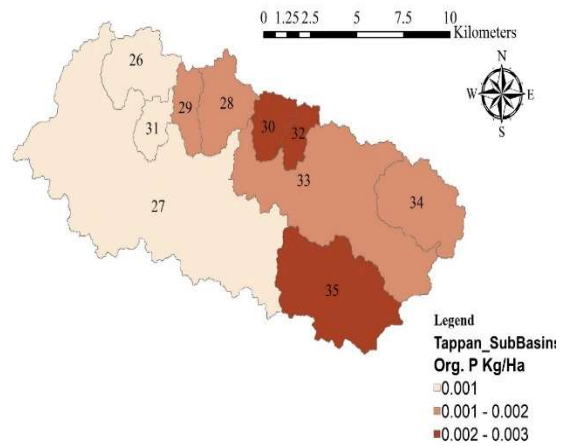 0 1.25 2.5 5 7.5 10
Kilometers
N
W E
S
26
29
28
30
32
31
33
34
27
35
Legend
Tappan_SubBasins
Org. P Kg/Ha
0.001
0.001 - 0.002
0.002 - 0.003